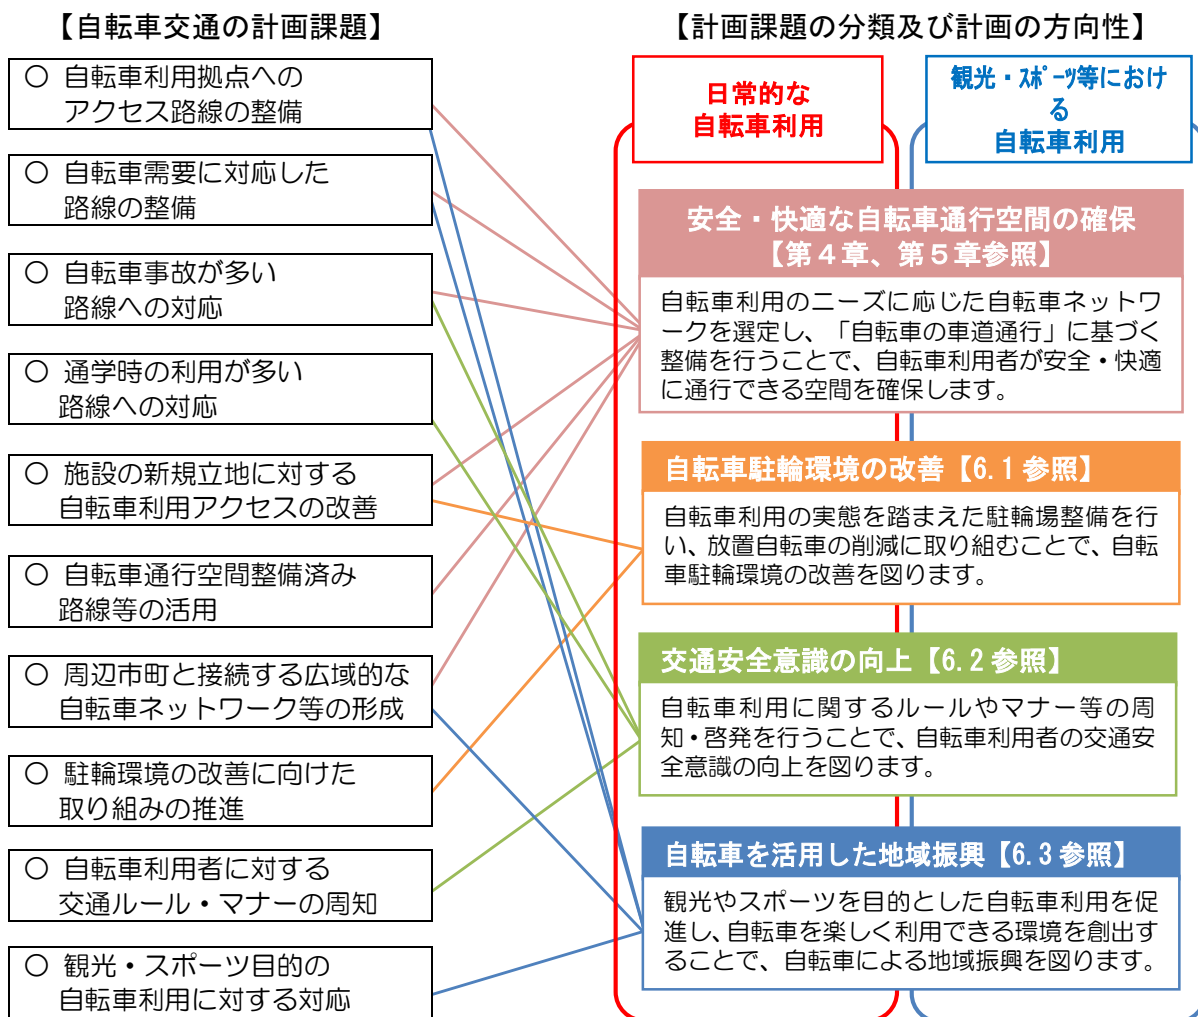 【自転車交通の計画課題】
〇 自転車利用拠点への
アクセス路線の整備
〇 自転車需要に対応した
路線の整備
〇 自転車事故が多い
路線への対応
〇 通学時の利用が多い
路線への対応
〇 施設の新規立地に対する
自転車利用アクセスの改善
〇 自転車通行空間整備済み
路線等の活用
〇 周辺市町と接続する広域的な
自転車ネットワーク等の形成
〇 駐輪環境の改善に向けた
取り組みの推進
〇 自転車利用者に対する
交通ルール・マナーの周知
〇 観光・スポーツ目的の
自転車利用に対する対応
【計画課題の分類及び計画の方向性】
日常的な
自転車利用
観光・ｽﾎﾟｰﾂ等におけ
る
自転車利用
安全・快適な自転車通行空間の確保
【第４章、第５章参照】
自転車利用のニーズに応じた自転車ネットワ
ークを選定し、「自転車の車道通行」に基づく
整備を行うことで、自転車利用者が安全・快適
に通行できる空間を確保します。
自転車駐輪環境の改善【6.1 参照】
自転車利用の実態を踏まえた駐輪場整備を行
い、放置自転車の削減に取り組むことで、自転
車駐輪環境の改善を図ります。
交通安全意識の向上【6.2 参照】
自転車利用に関するルールやマナー等の周
知・啓発を行うことで、自転車利用者の交通安
全意識の向上を図ります。
自転車を活用した地域振興【6.3 参照】
観光やスポーツを目的とした自転車利用を促
進し、自転車を楽しく利用できる環境を創出す
ることで、自転車による地域振興を図ります。